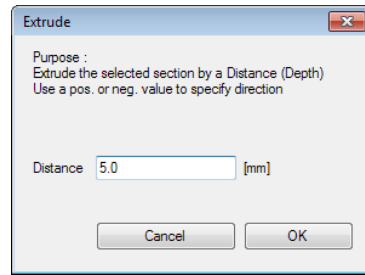 Extrude
Purpose :
Extrude the selected section by a Distance (Depth)
Use a pos. or neg. value to specify direction
Distance 5.0 [mm]
Cancel OK